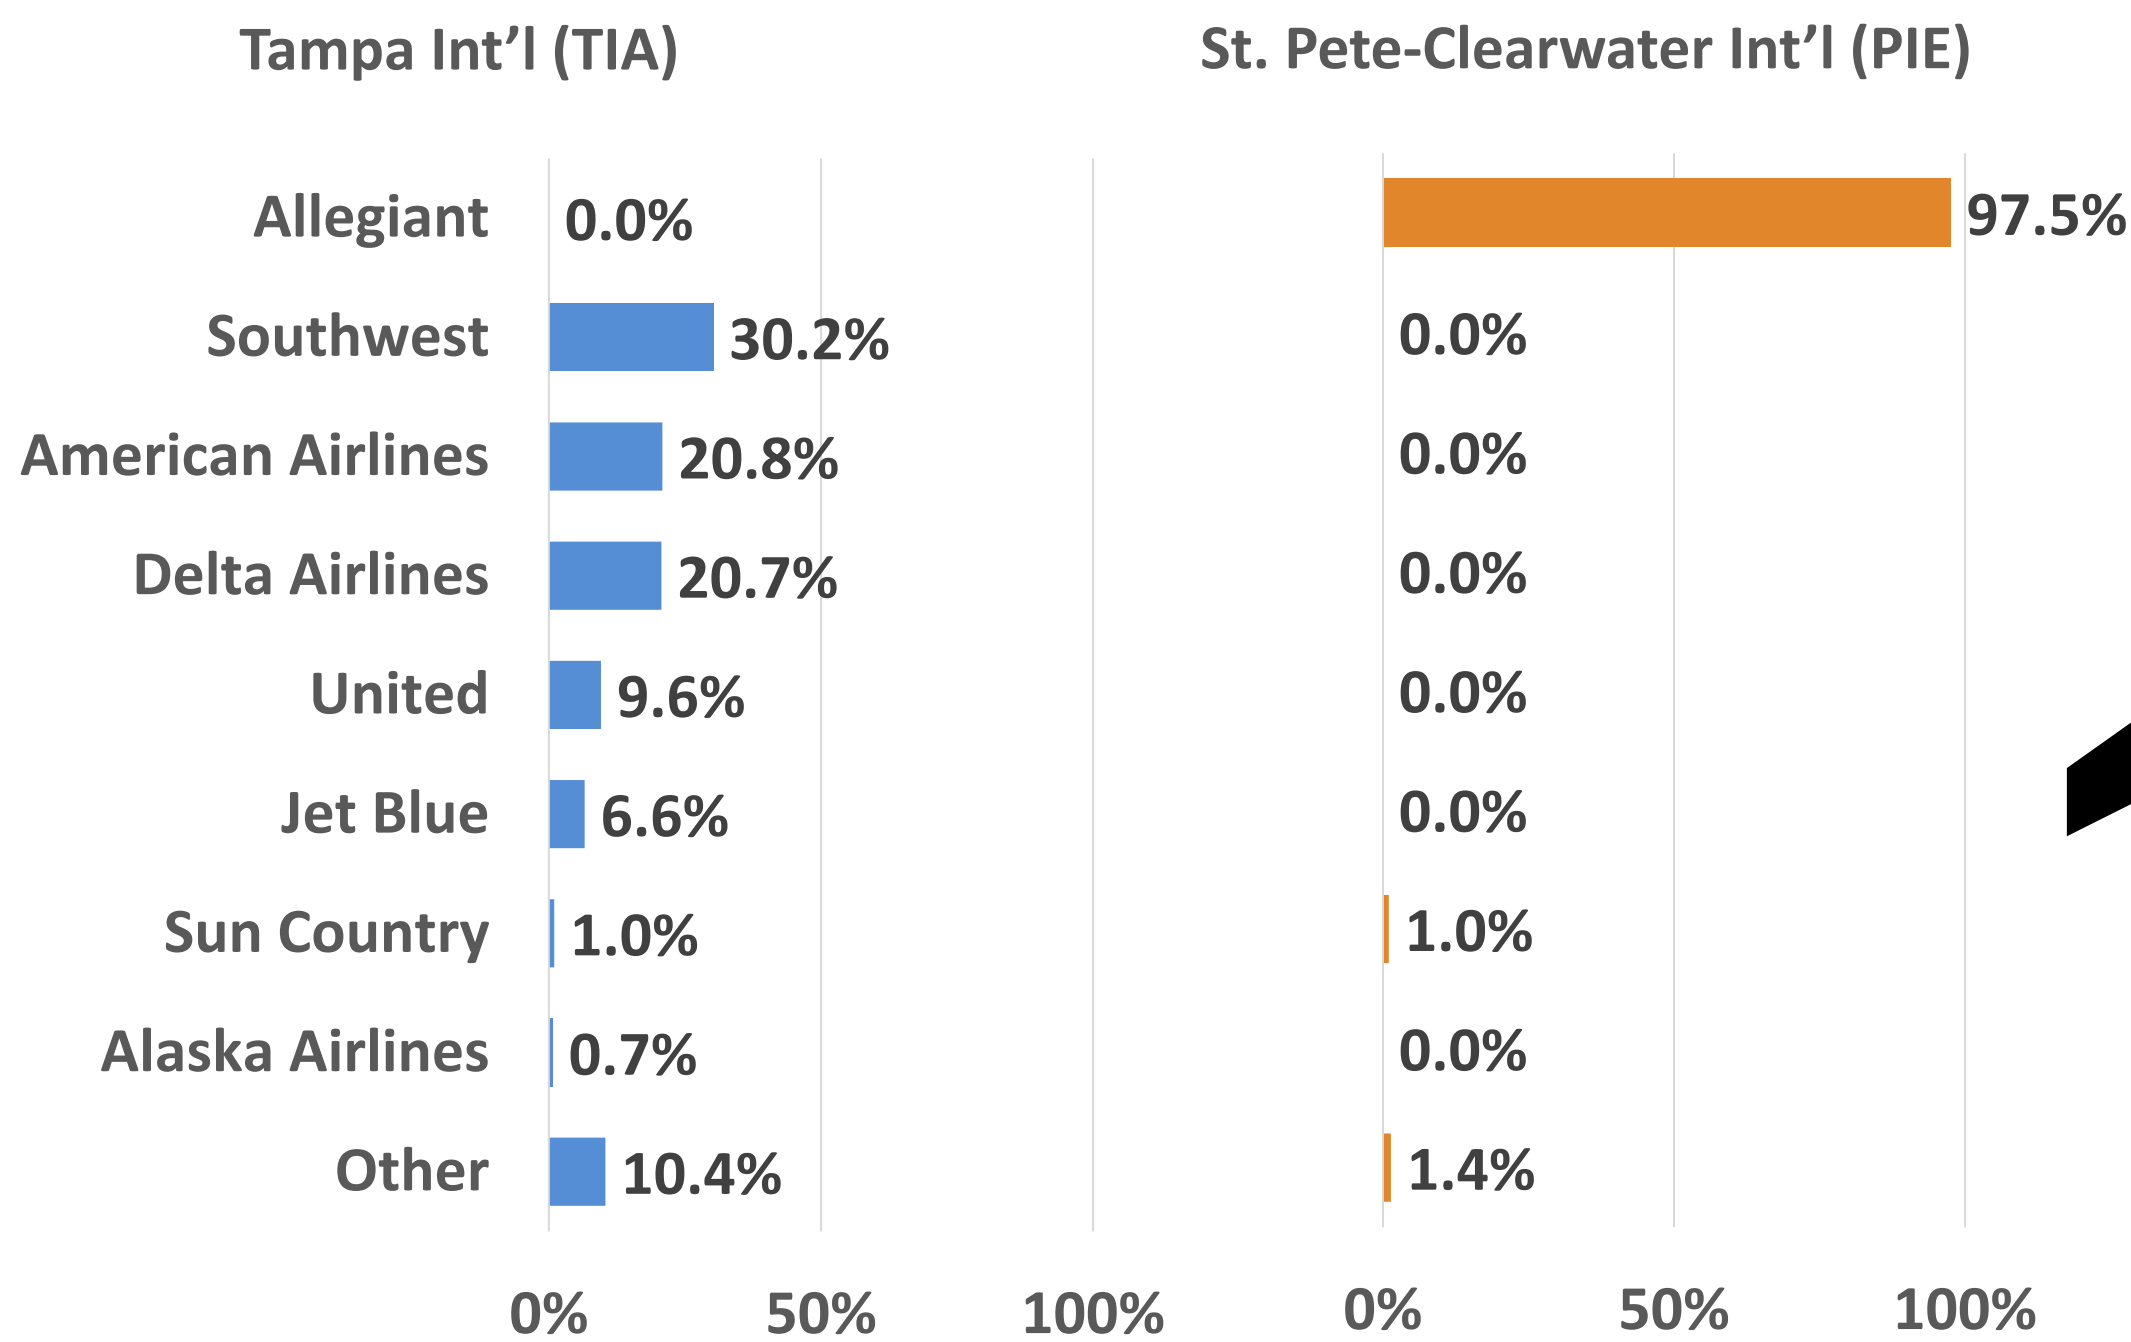 Tampa Int’l (TIA) St. Pete-Clearwater Int’l (PIE)
Allegiant 0.0% 97.5%
Southwest 30.2% 0.0%
American Airlines 20.8% 0.0%
Delta Airlines 20.7% 0.0%
United 9.6% 0.0%
Jet Blue 6.6% 0.0%
Sun Country 1.0% 1.0%
Alaska Airlines 0.7% 0.0%
Other 10.4% 1.4%
0% 50% 100% 0% 50% 100%